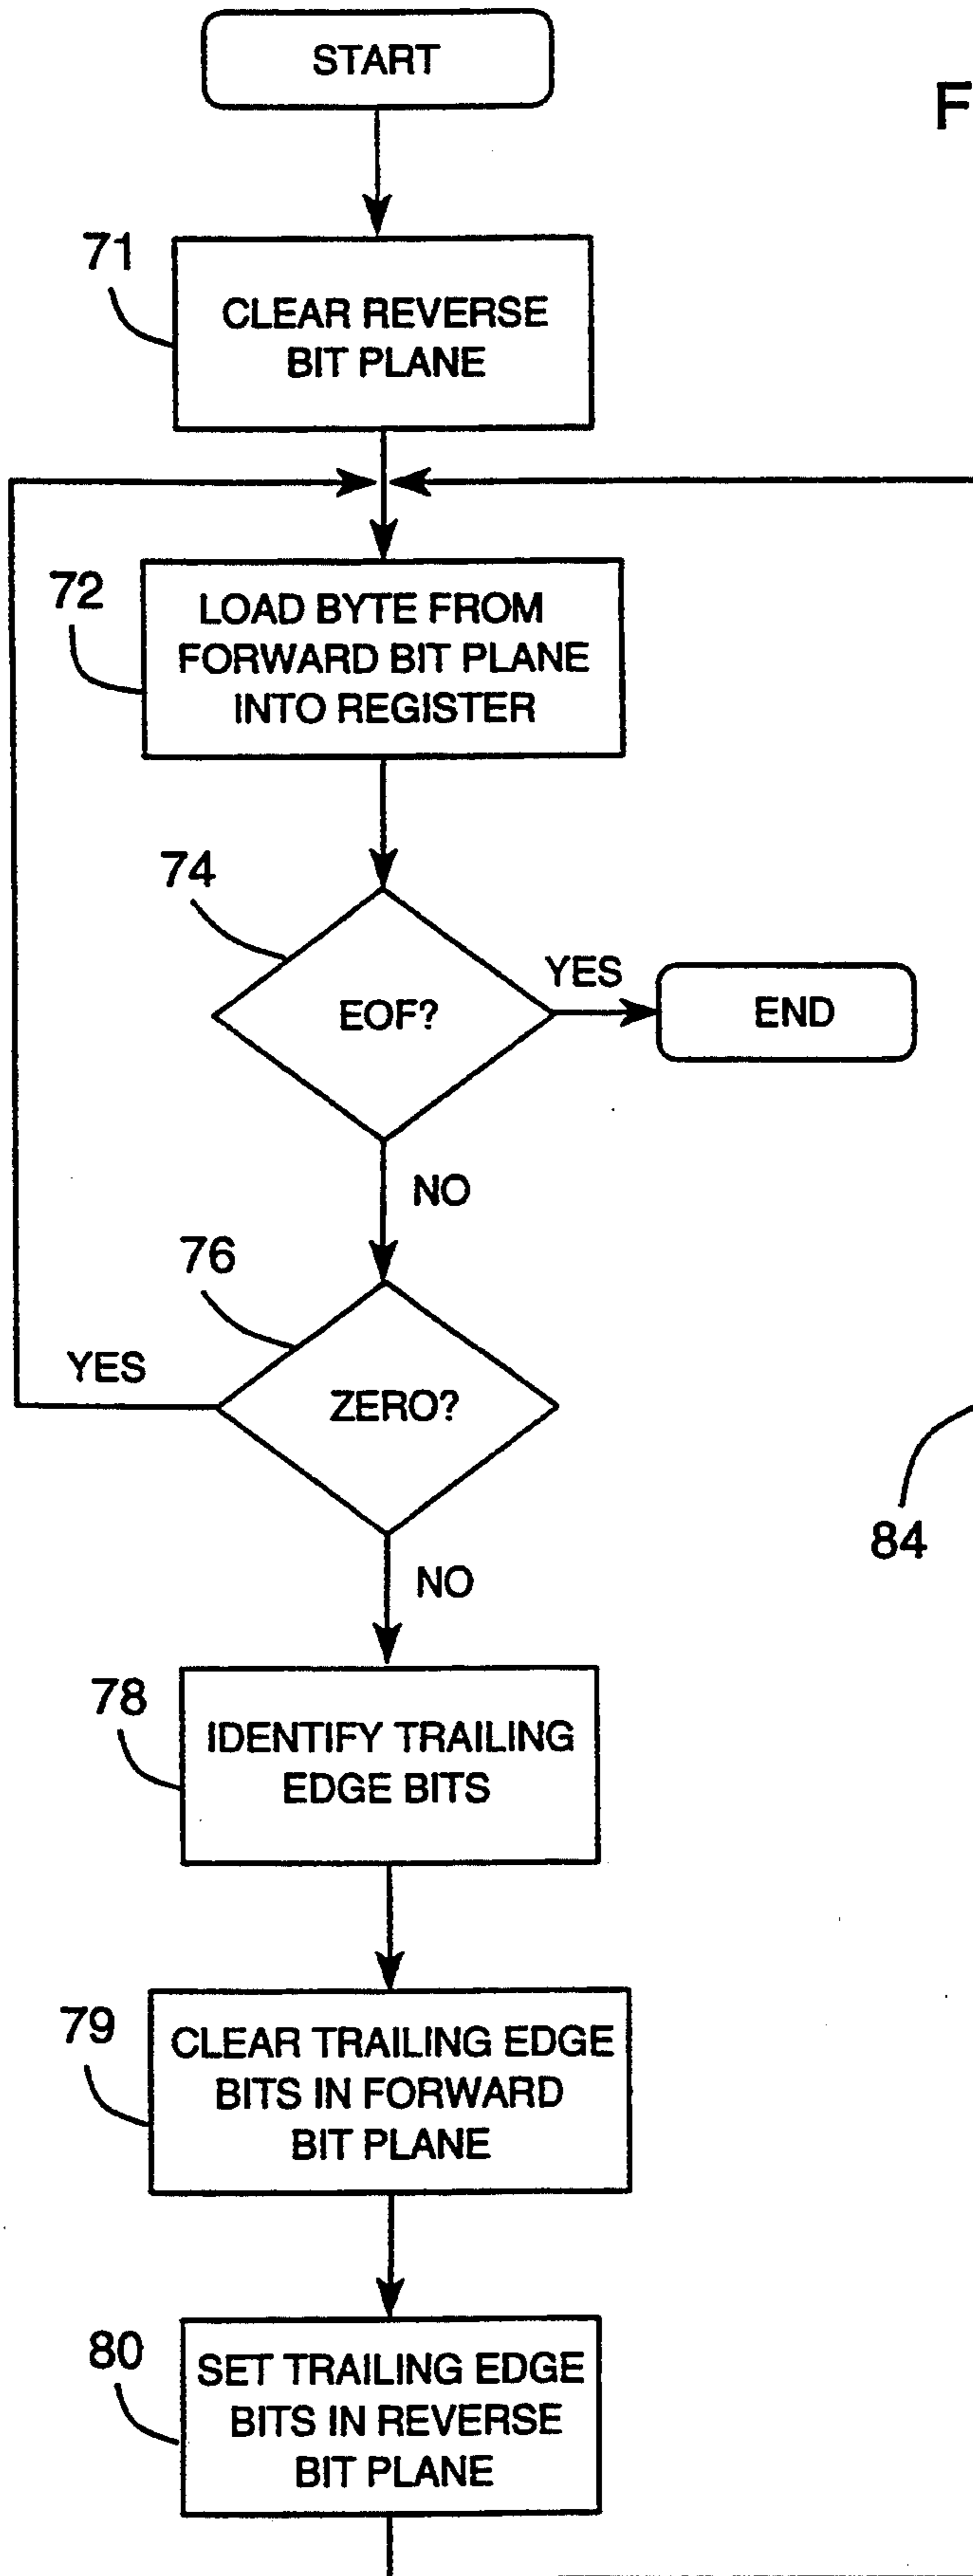 START
F
71
CLEAR REVERSE
BIT PLANE
72
LOAD BYTE FROM
FORWARD BIT PLANE
INTO REGISTER
74
EOF?
YES
END
NO
76
YES
ZERO?
84
NO
78
IDENTIFY TRAILING
EDGE BITS
79
CLEAR TRAILING EDGE
BITS IN FORWARD
BIT PLANE
80
SET TRAILING EDGE
BITS IN REVERSE
BIT PLANE